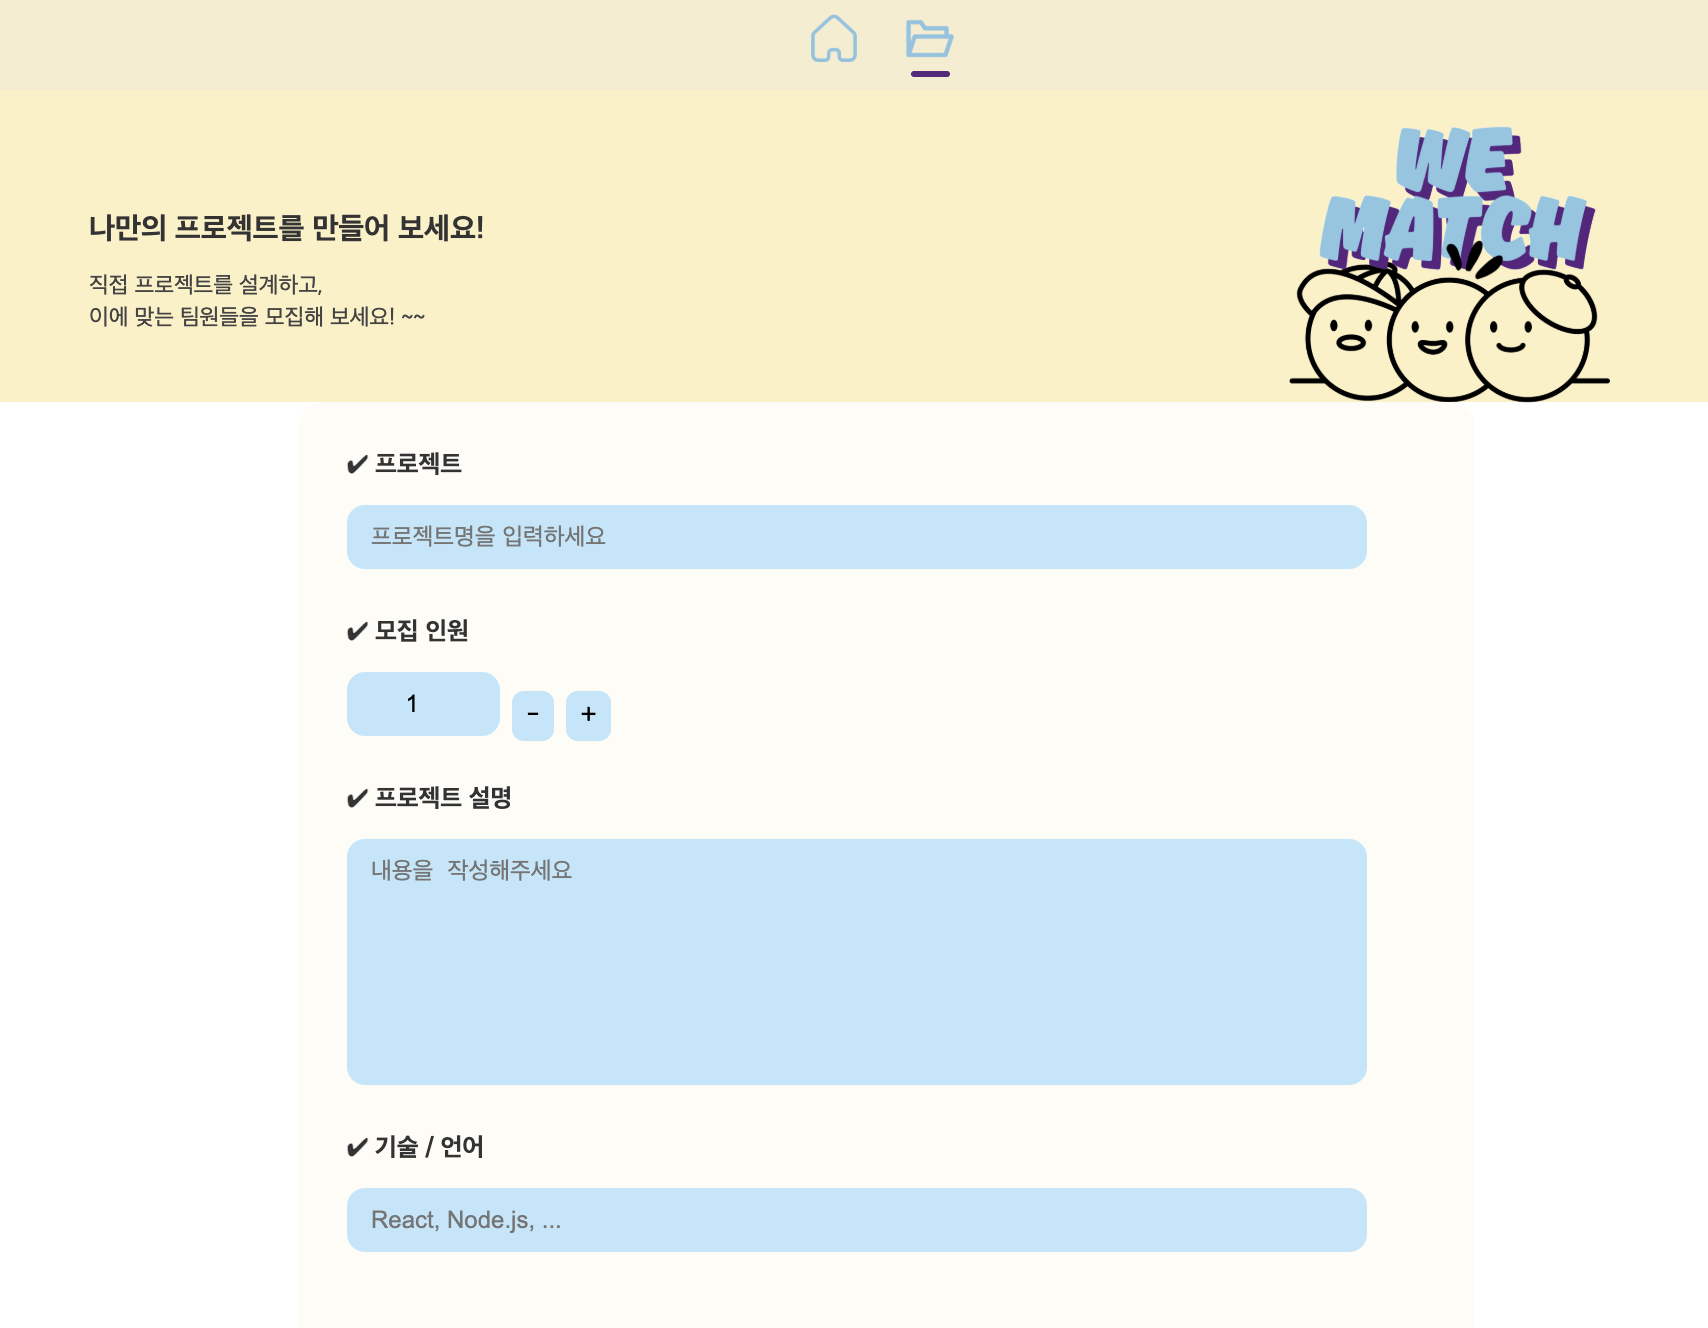 WE
MATCH
나만의 프로젝트를 만들어 보세요!
직접 프로젝트를 설계하고,
이에 맞는 팀원들을 모집해 보세요! ~~
✔ 프로젝트
프로젝트명을 입력하세요
✔ 모집 인원
1 - +
✔ 프로젝트 설명
내용을 작성해주세요
✔ 기술 / 언어
React, Node.js, ...